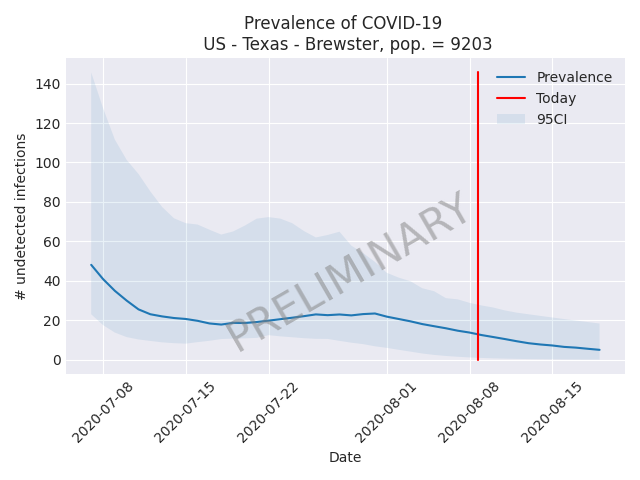 Prevalence of COVID-19
US - Texas - Brewster, pop. = 9203
140
120
100
80
60
40
20
0
# undetected infections
Prevalence
Today
95CI
PRELIMINARY
2020-07-08
2020-07-15
2020-07-22
2020-08-01
2020-08-08
2020-08-15
Date